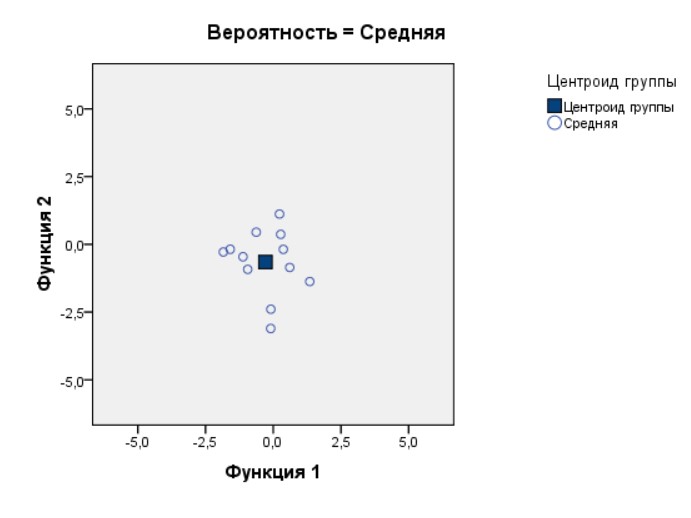 Вероятность = Средняя
Центроид группы
Центроид группы
Средняя
5,0
2,5
0,0
-2,5
-5,0
Функция 2
-5,0
-2,5
0,0
2,5
5,0
Функция 1